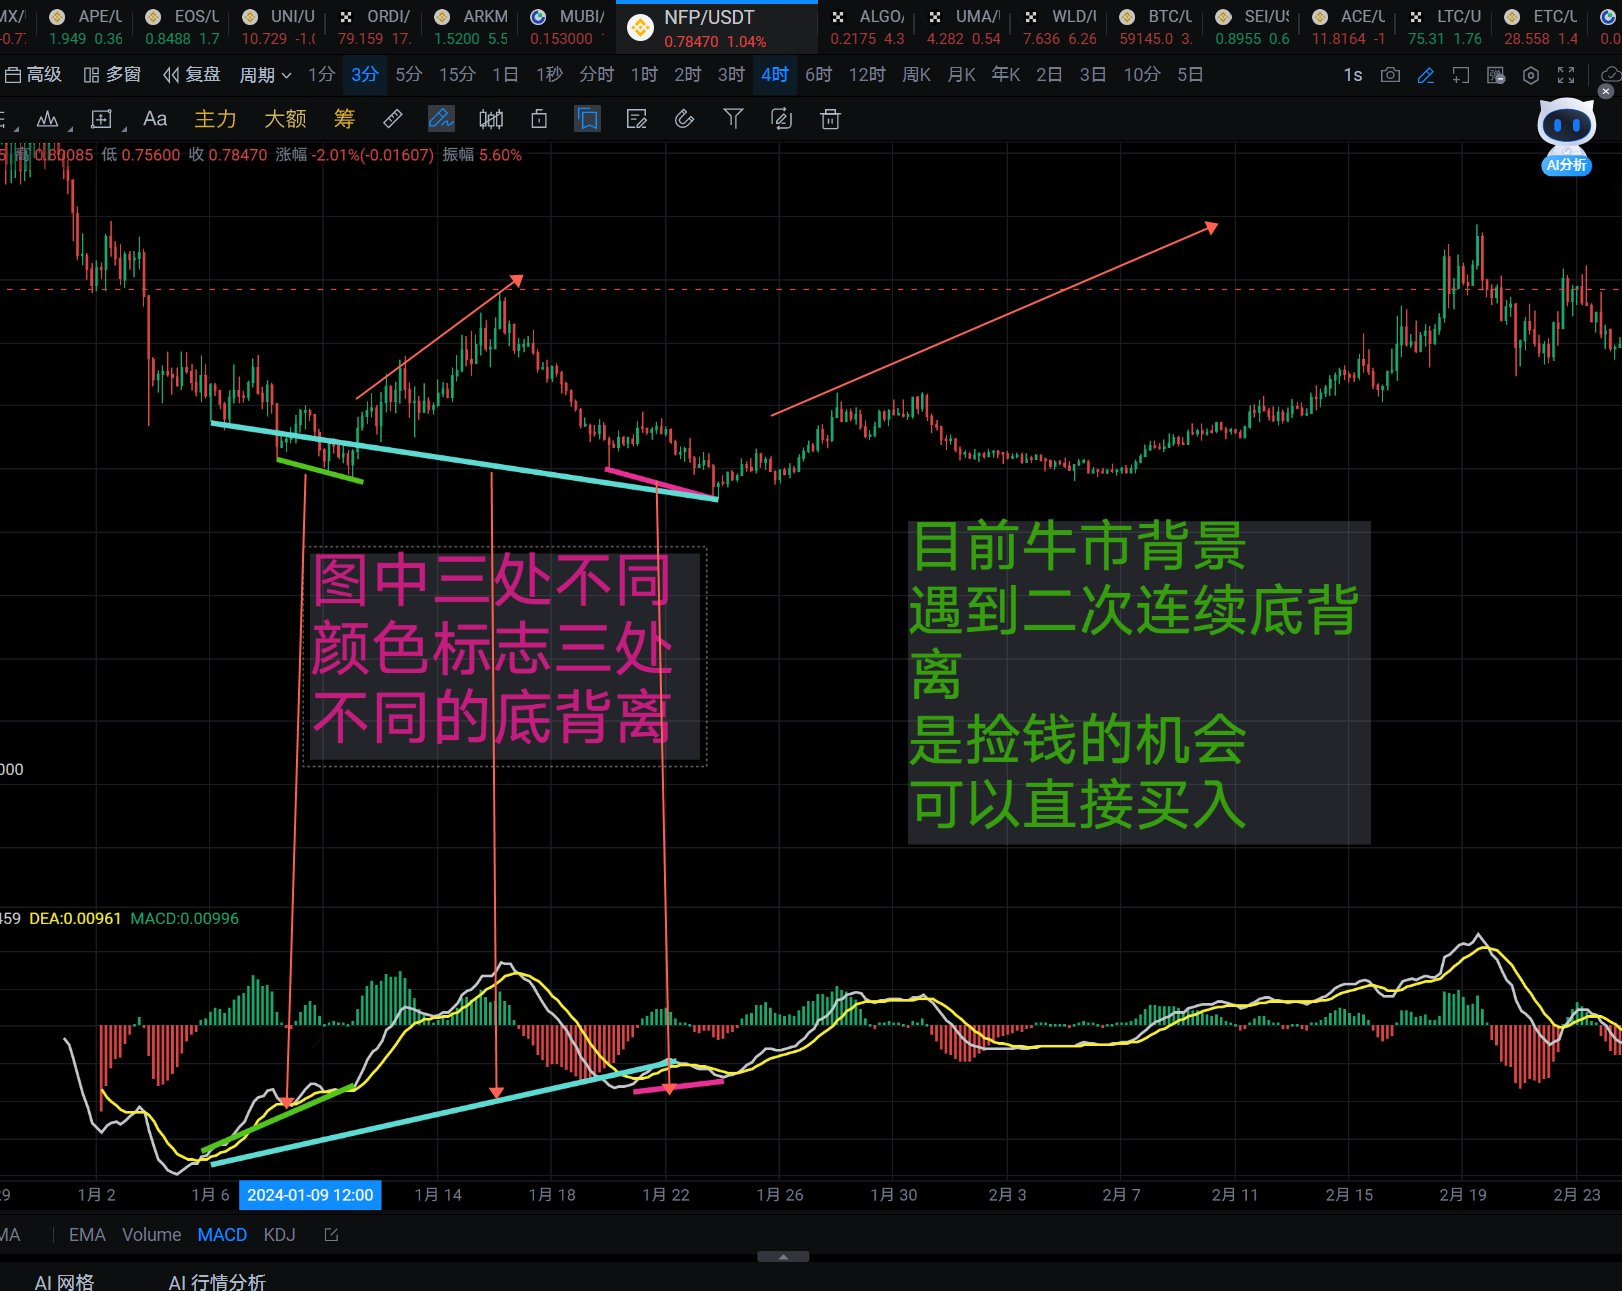 APE/U
EOS/U
UNI/U
ORDI/
ARKM
MUBI/
NFP/USDT
ALGO/
UMA/
WLD/U
BTC/U
SEI/US
ACE/U
LTC/U
ETC/U
1.949 0.36
0.8488 1.7
10.729 -1.0
79.159 17.
1.5200 5.5
0.153000
0.78470 1.04%
0.2175 4.3
4.282 0.54
7.636 6.26
59145.0 3.
0.8955 0.6
11.8164 -1
75.31 1.76
28.558 1.4
高级 多窗 复盘 周期 1分 3分 5分 15分 1日 1秒 分时 1时 2时 3时 4时 6时 12时 周K 月K 年K 2日 3日 10分 5日 1s
Aa 主力 大额 筹
AI分析
高 0.80085 低 0.75600 收 0.78470 涨幅 -2.01%(-0.01607) 振幅 5.60%
图中三处不同
颜色标志三处
不同的底背离
目前牛市背景
遇到二次连续底背
离
是捡钱的机会
可以直接买入
000
459 DEA:0.00961 MACD:0.00996
29 1月 2 1月 6 2024-01-09 12:00 1月 14 1月 18 1月 22 1月 26 1月 30 2月 3 2月 7 2月 11 2月 15 2月 19 2月 23
MA EMA Volume MACD KDJ
AI 网格 AI 行情分析